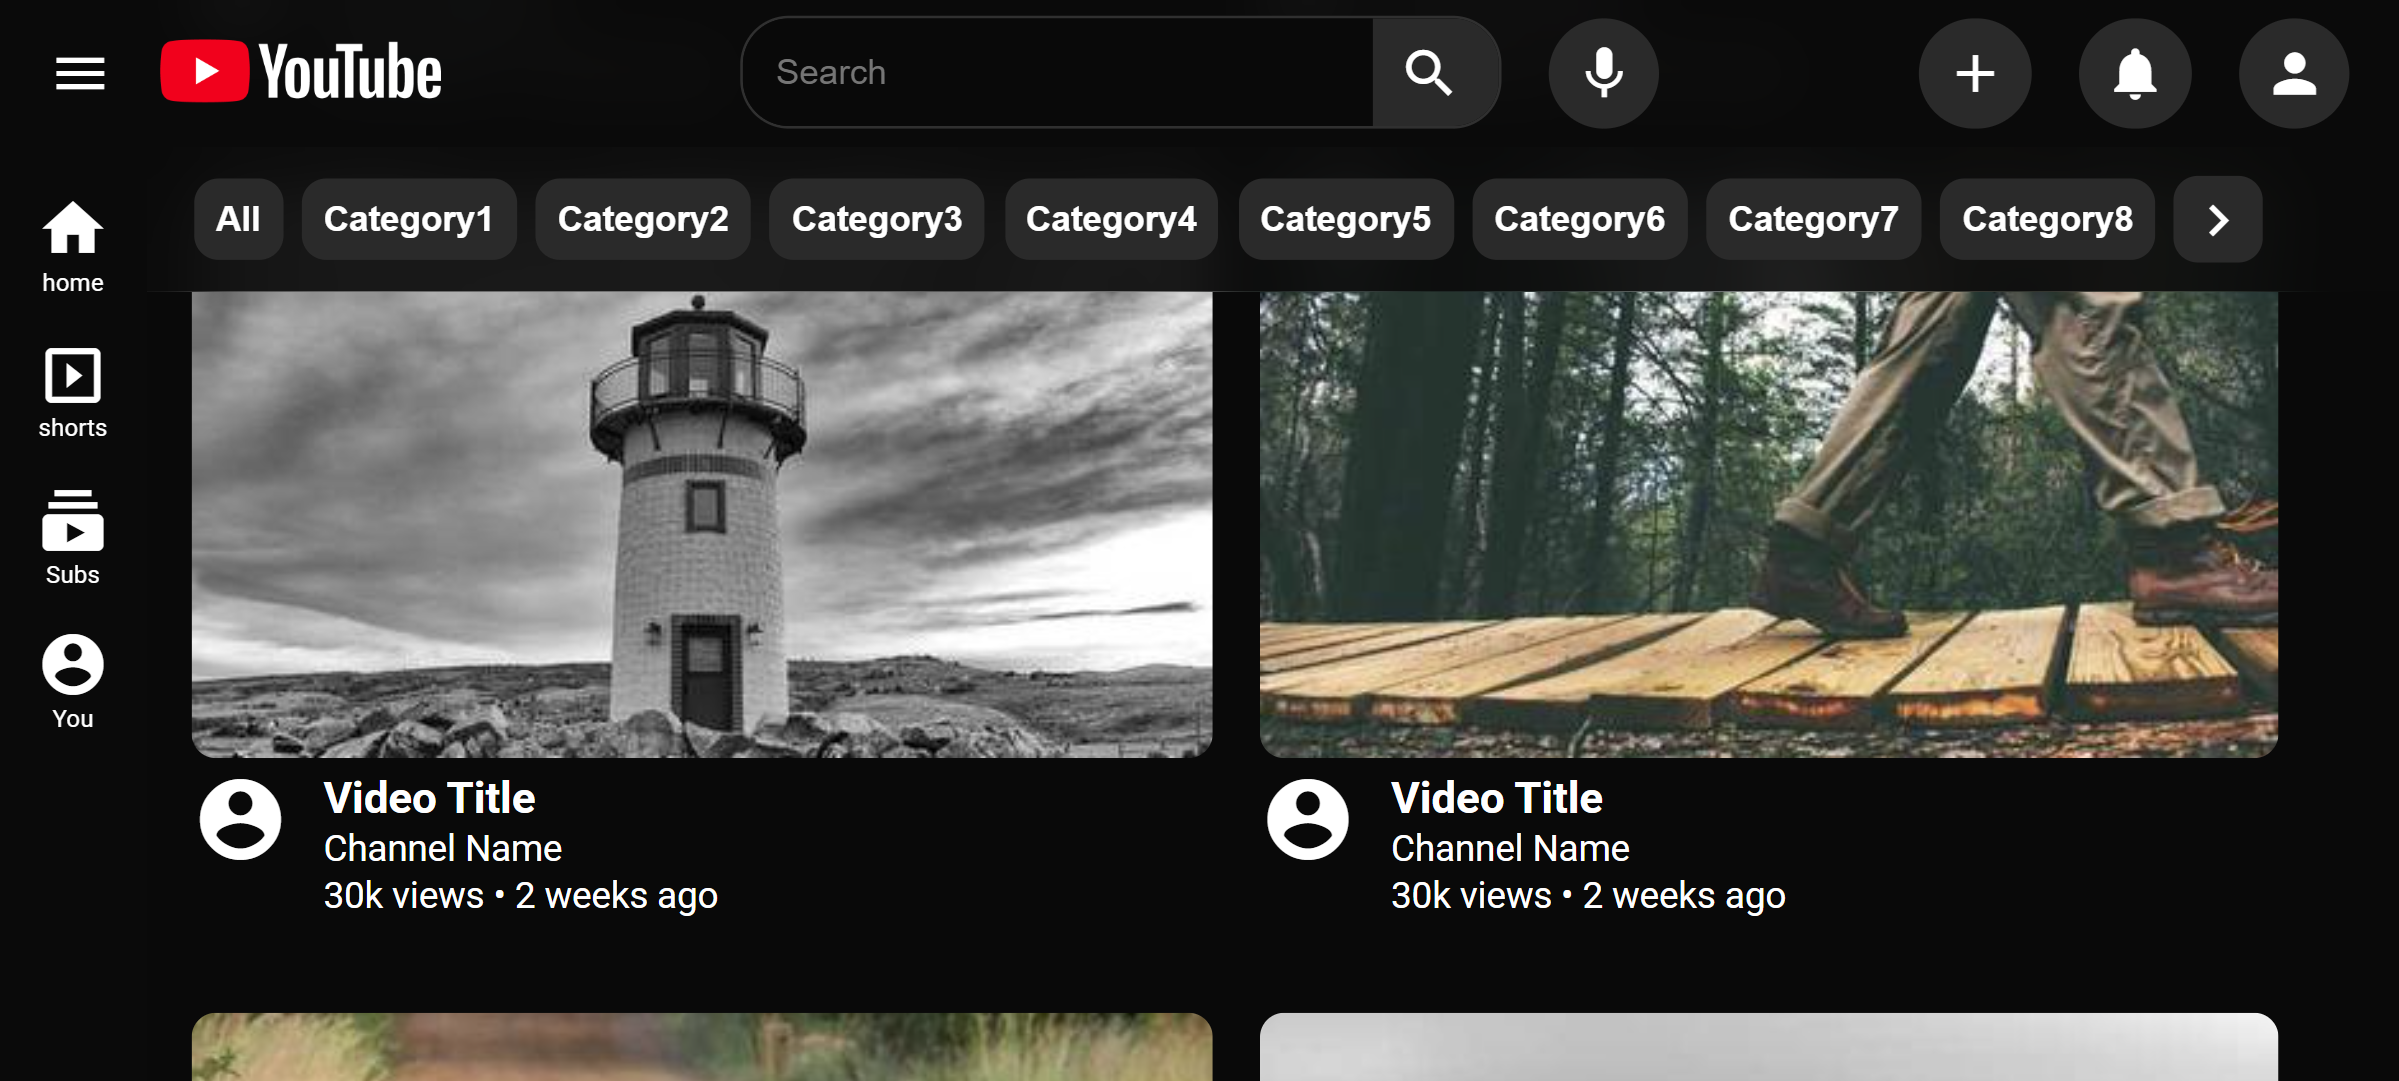 YouTube
Search
All Category1 Category2 Category3 Category4 Category5 Category6 Category7 Category8
home
shorts
Subs
You
Video Title
Channel Name
30k views • 2 weeks ago
Video Title
Channel Name
30k views • 2 weeks ago